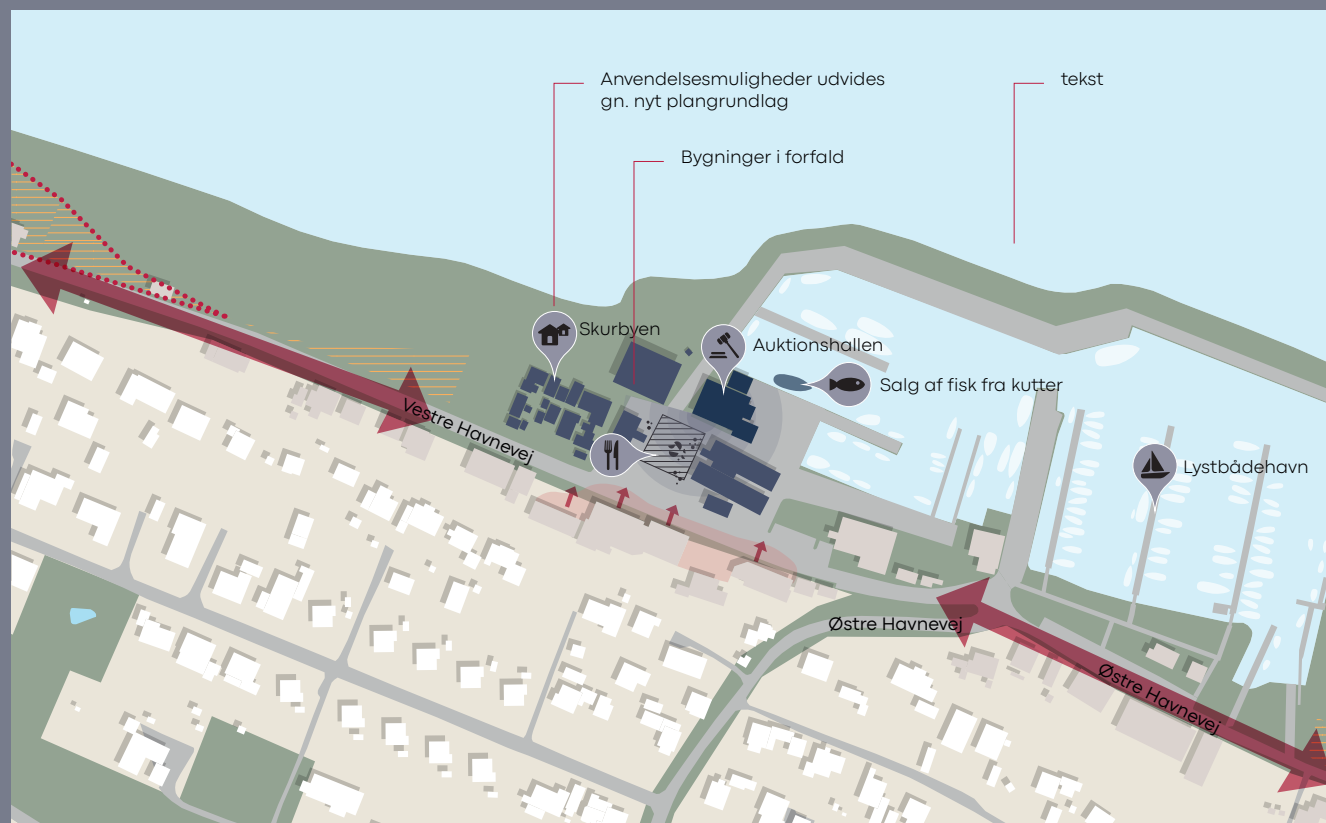 Anvendelsesmuligheder udvides
gn. nyt plangrundlag
tekst
Bygninger i forfald
Skurbyen
Auktionshallen
Salg af fisk fra kutter
Vestre Havnevej
Lystbådehavn
Østre Havnevej
Østre Havnevej